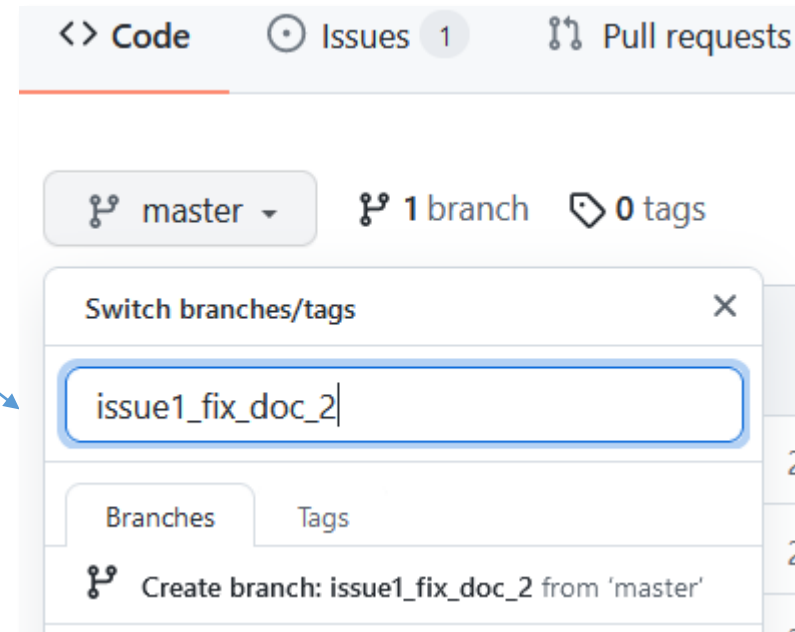 <> Code Issues 1 Pull requests
master 1 branch 0 tags
Switch branches/tags
issue1_fix_doc_2
Branches Tags
Create branch: issue1_fix_doc_2 from ‘master’